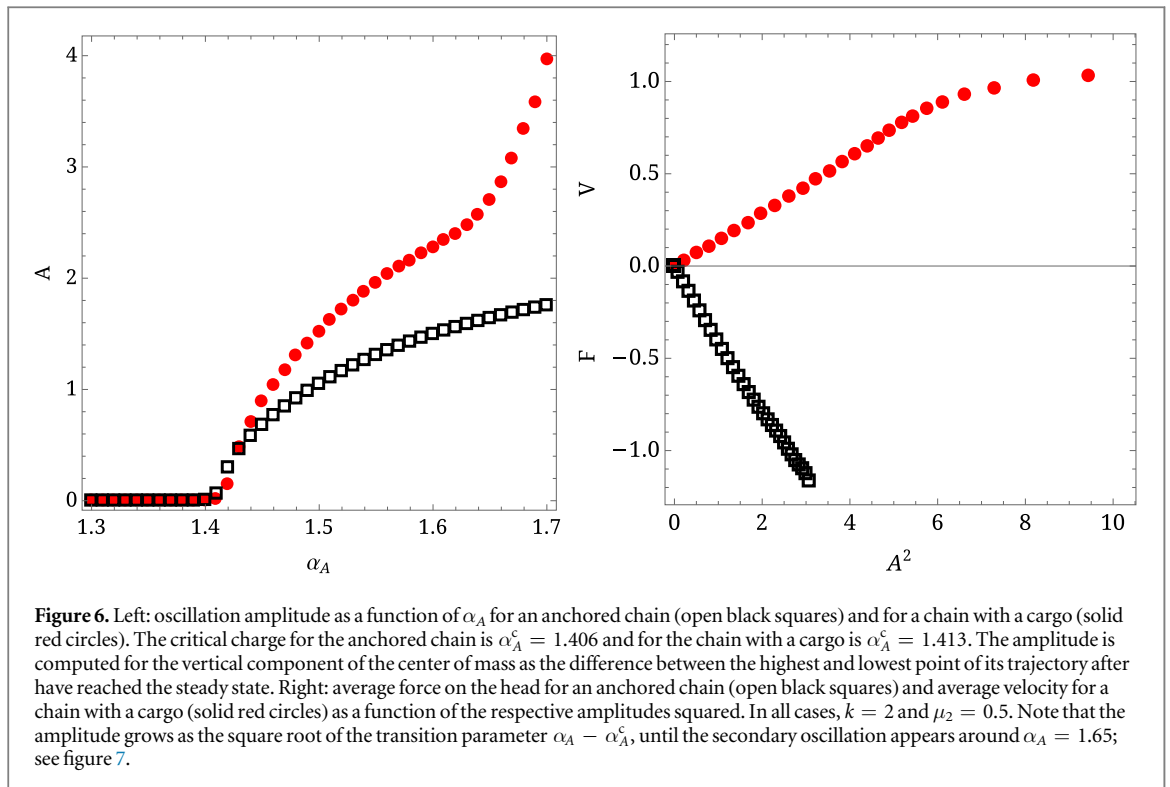 4
3
2
1
0
A
1.3
1.4
1.5
1.6
1.7
α_A
1.0
0.5
0.0
−0.5
−1.0
V
F
0
2
4
6
8
10
A²
Figure 6. Left: oscillation amplitude as a function of α_A for an anchored chain (open black squares) and for a chain with a cargo (solid
red circles). The critical charge for the anchored chain is α_A^c = 1.406 and for the chain with a cargo is α_A^c = 1.413. The amplitude is
computed for the vertical component of the center of mass as the difference between the highest and lowest point of its trajectory after
have reached the steady state. Right: average force on the head for an anchored chain (open black squares) and average velocity for a
chain with a cargo (solid red circles) as a function of the respective amplitudes squared. In all cases, k = 2 and μ₂ = 0.5. Note that the
amplitude grows as the square root of the transition parameter α_A − α_A^c, until the secondary oscillation appears around α_A = 1.65;
see figure 7.